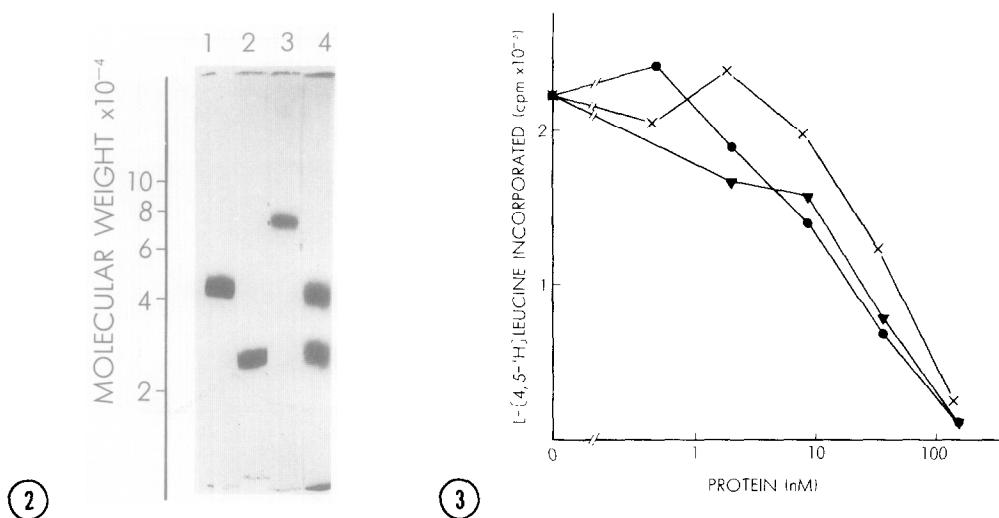 1 2 3 4
MOLECULAR WEIGHT x10⁻⁴
10
8
6
4
2
2
L-[4,5-³H]LEUCINE INCORPORATED (cpm x10⁻³)
2
1
0 1 10 100
PROTEIN (nM)
3